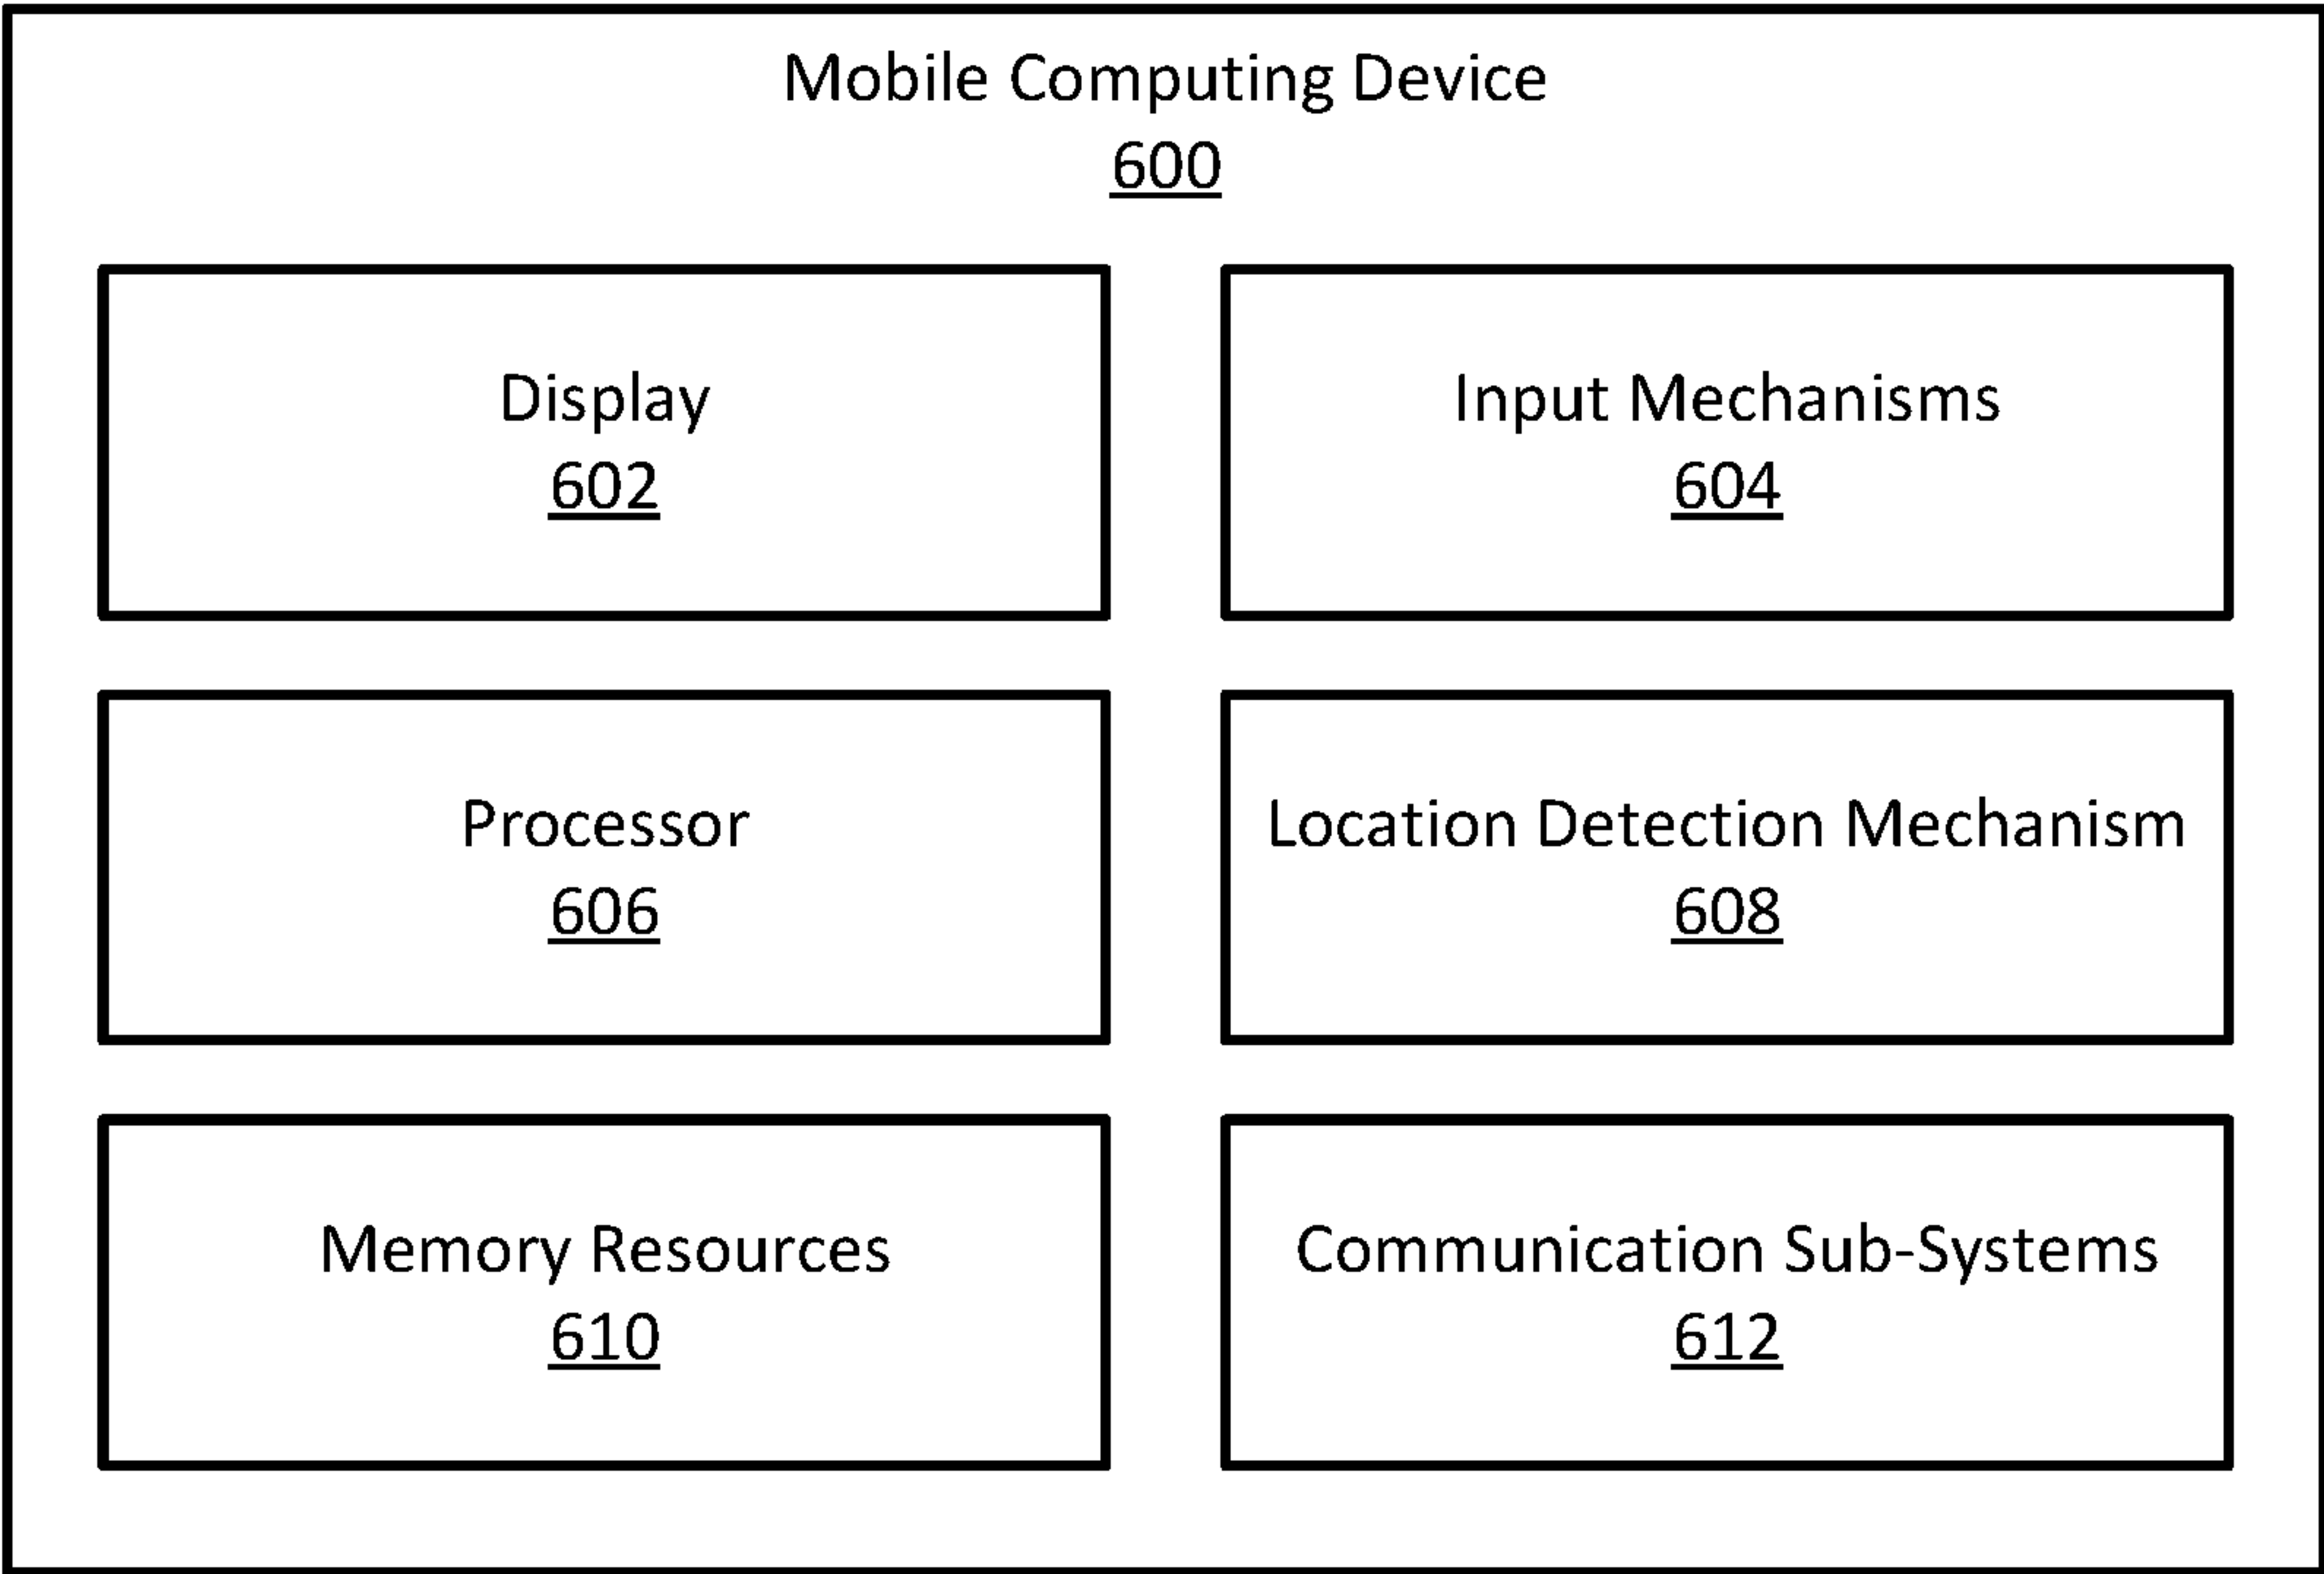 Mobile Computing Device
600
Display
602
Input Mechanisms
604
Processor
606
Location Detection Mechanism
608
Memory Resources
610
Communication Sub-Systems
612